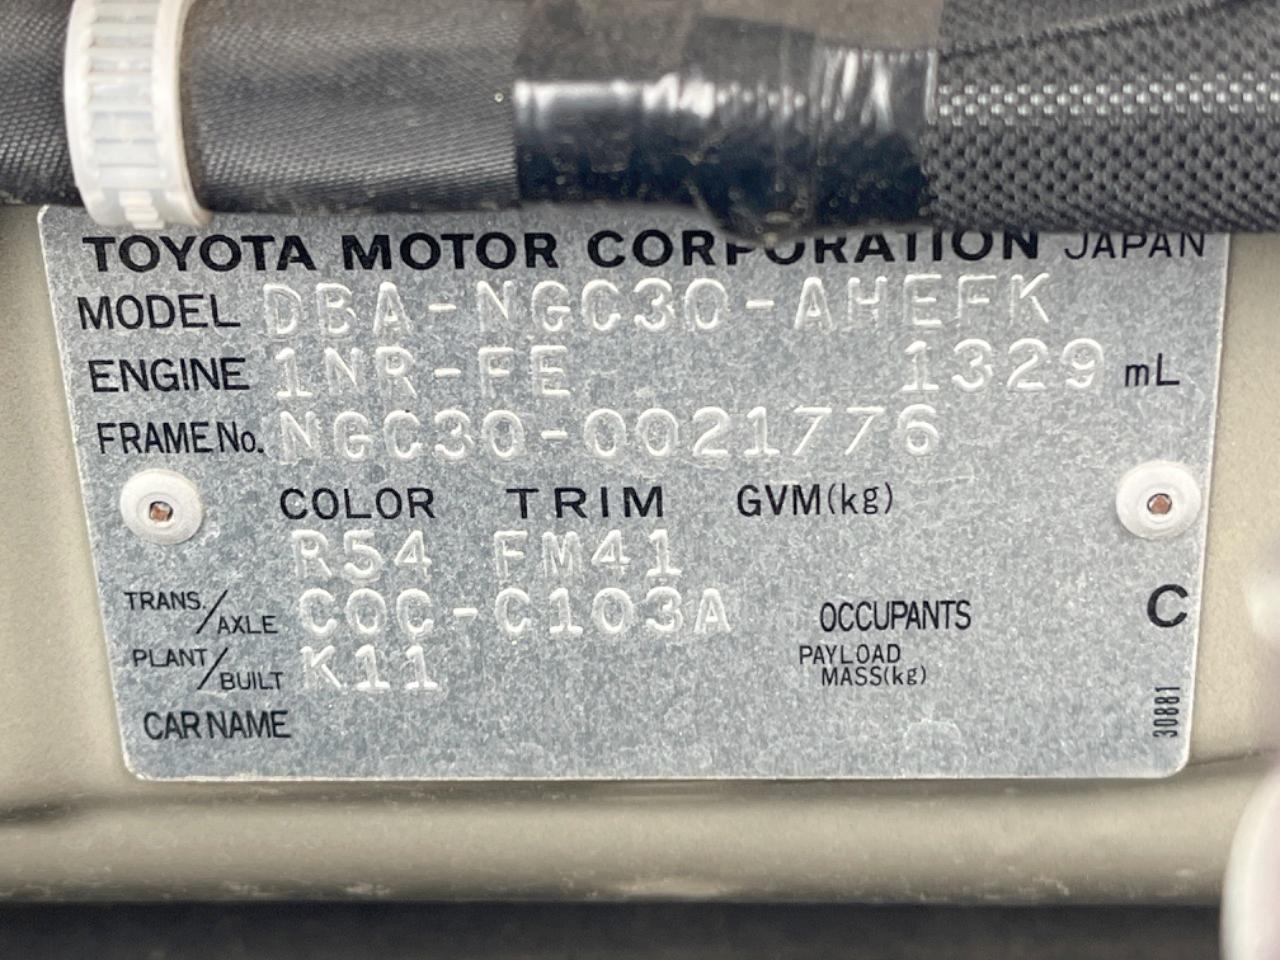 TOYOTA MOTOR CORPORATION JAPAN
MODEL DBA-NGC30-AHEFK
ENGINE 1NR-FE 1329 mL
FRAME No. NGC30-0021776
COLOR TRIM GVM(kg)
R54 FM41
TRANS./AXLE C0C-C103A OCCUPANTS C
PLANT/BUILT K11 PAYLOAD MASS(kg)
CAR NAME
30881